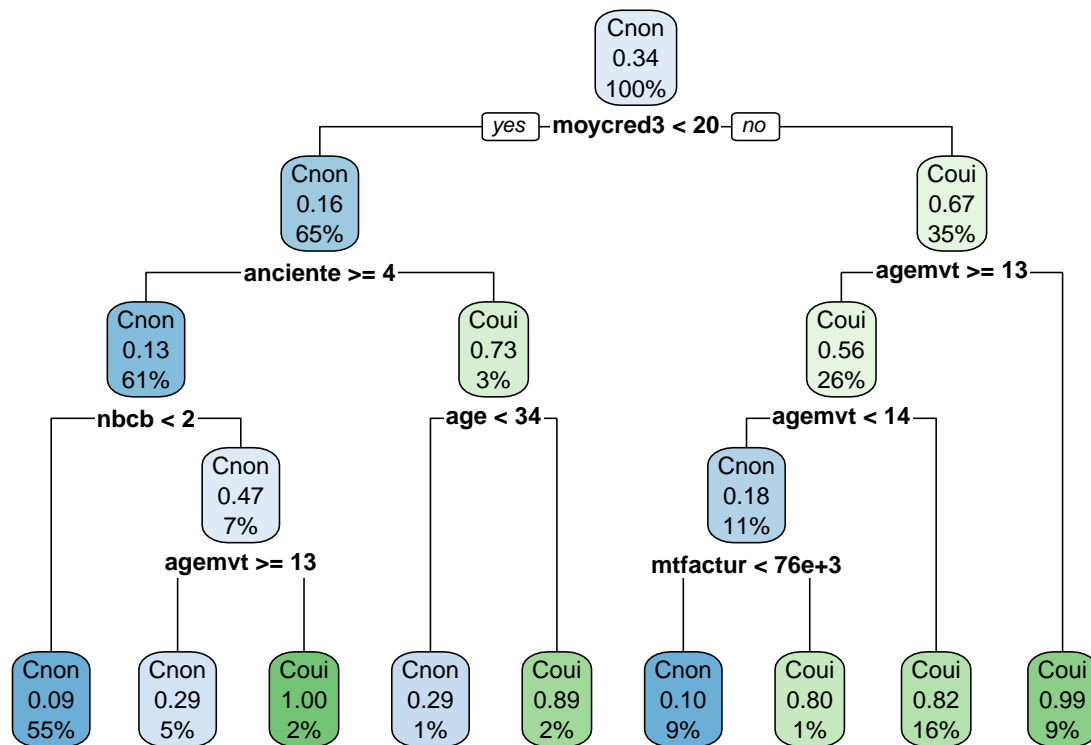 Cnon
0.34
100%
yes moycred3 < 20 no
Cnon
0.16
65%
Coui
0.67
35%
anciente >= 4
agemvt >= 13
Cnon
0.13
61%
Coui
0.73
3%
Coui
0.56
26%
nbcb < 2
age < 34
agemvt < 14
Cnon
0.47
7%
Cnon
0.18
11%
agemvt >= 13
mtfactur < 76e+3
Cnon
0.09
55%
Cnon
0.29
5%
Coui
1.00
2%
Cnon
0.29
1%
Coui
0.89
2%
Cnon
0.10
9%
Coui
0.80
1%
Coui
0.82
16%
Coui
0.99
9%